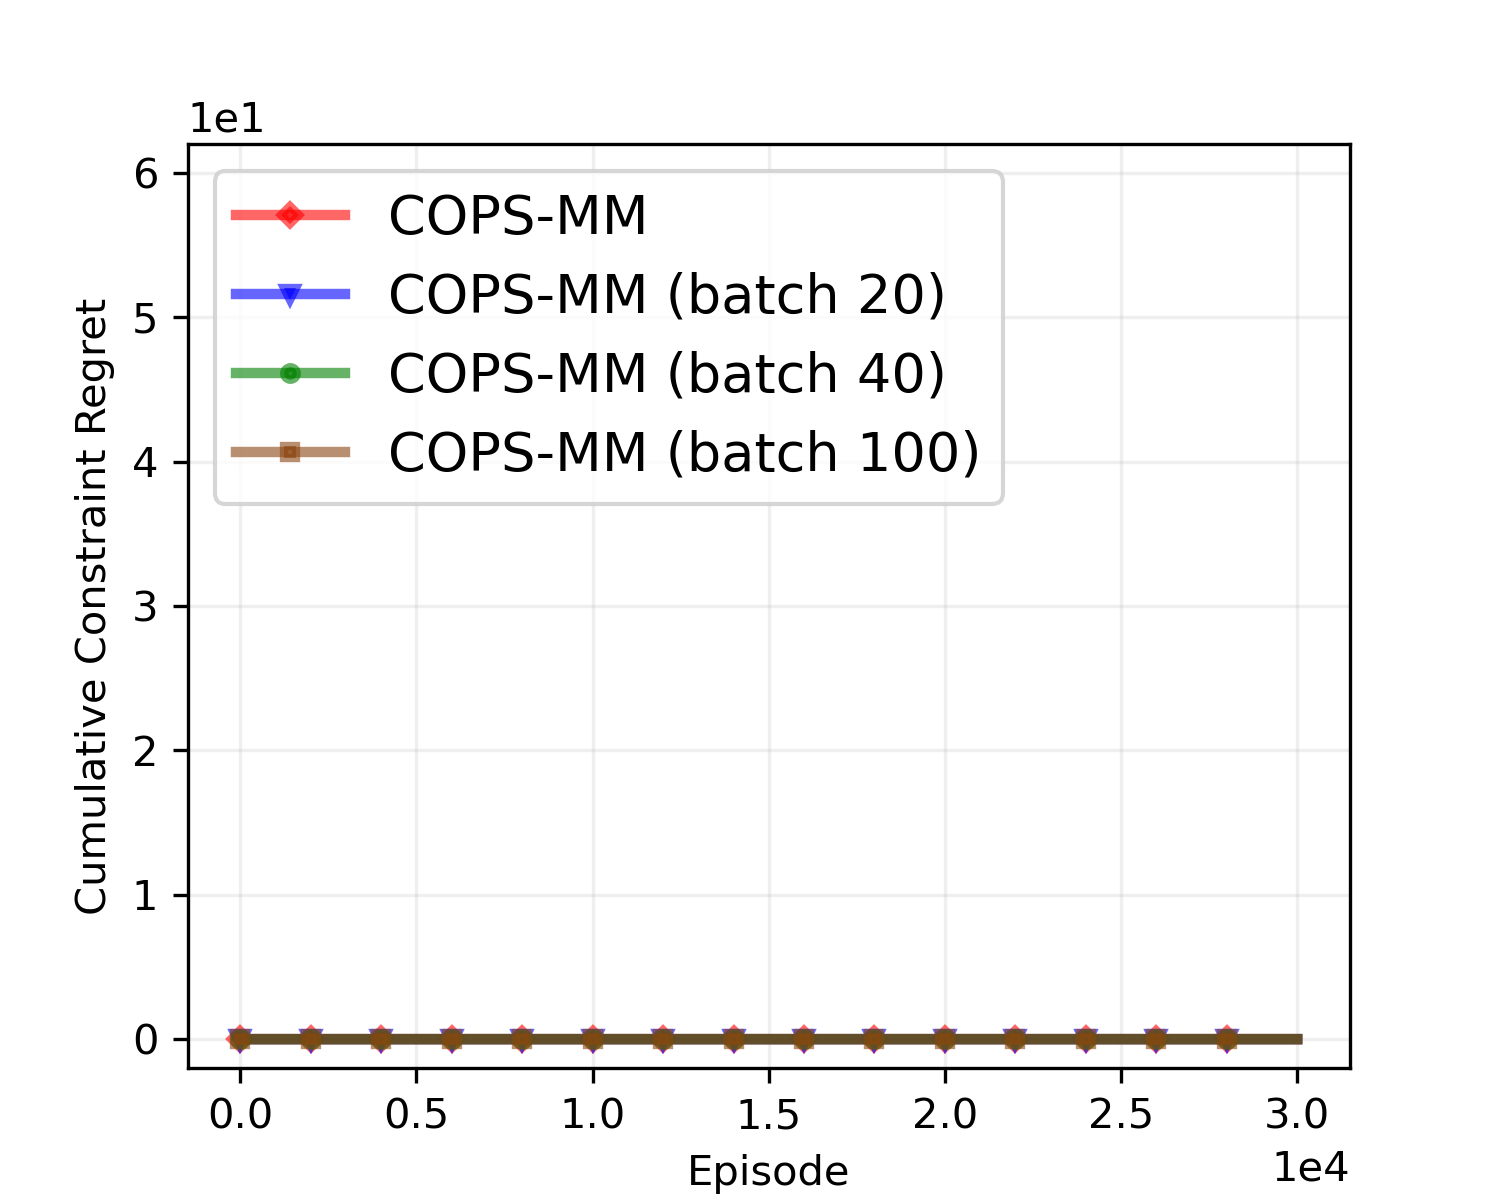 1e1
6
5
4
3
2
1
0
Cumulative Constraint Regret
COPS-MM
COPS-MM (batch 20)
COPS-MM (batch 40)
COPS-MM (batch 100)
0.0 0.5 1.0 1.5 2.0 2.5 3.0
Episode
1e4